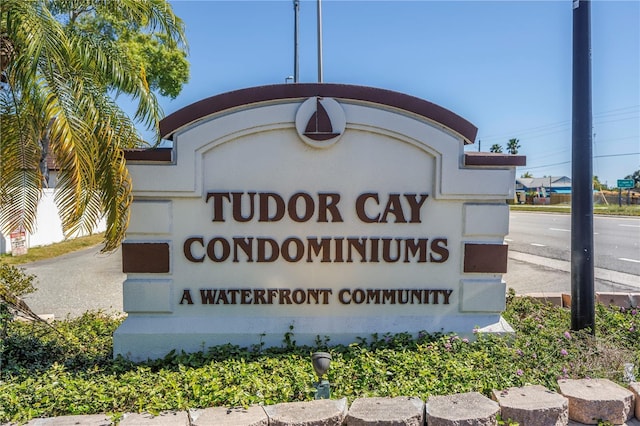 TUDOR CAY
CONDOMINIUMS
A WATERFRONT COMMUNITY